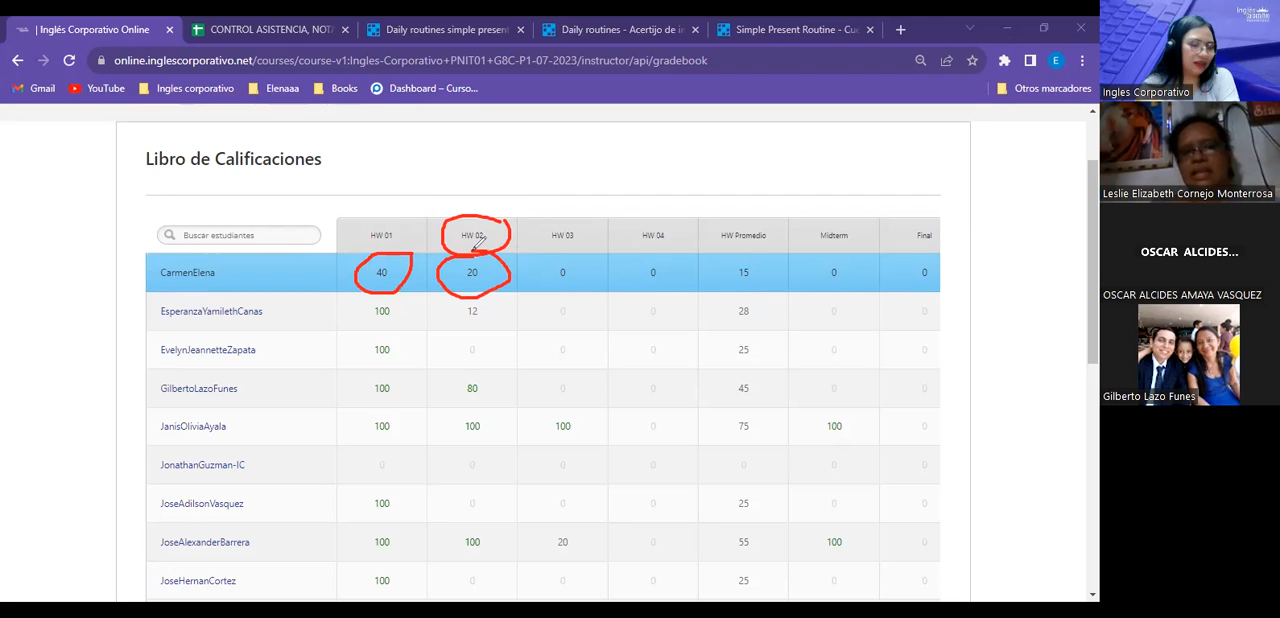 | Inglés Corporativo Online
CONTROL ASISTENCIA, NOTA
Daily routines simple present
Daily routines - Acertijo de i
Simple Present Routine - Cu
online.inglescorporativo.net/courses/course-v1:Ingles-Corporativo+PNIT01+G8C-P1-07-2023/instructor/api/gradebook
E
Gmail
YouTube
Ingles corporativo
Elenaaa
Books
Dashboard – Curso...
Otros marcadores
Libro de Calificaciones
Buscar estudiantes
HW 01 HW 02 HW 03 HW 04 HW Promedio Midterm Final
CarmenElena 40 20 0 0 15 0 0
EsperanzaYamilethCanas 100 12 0 0 28 0 0
EvelynJeannetteZapata 100 0 0 0 25 0 0
GilbertoLazoFunes 100 80 0 0 45 0 0
JanisOliviaAyala 100 100 100 0 75 100 0
JonathanGuzman-IC 0 0 0 0 0 0 0
JoseAdilsonVasquez 100 0 0 0 25 0 0
JoseAlexanderBarrera 100 100 20 0 55 100 0
JoseHernanCortez 100 0 0 0 25 0 0
Ingles Corporativo
Leslie Elizabeth Cornejo Monterrosa
OSCAR ALCIDES...
OSCAR ALCIDES AMAYA VASQUEZ
Gilberto Lazo Funes